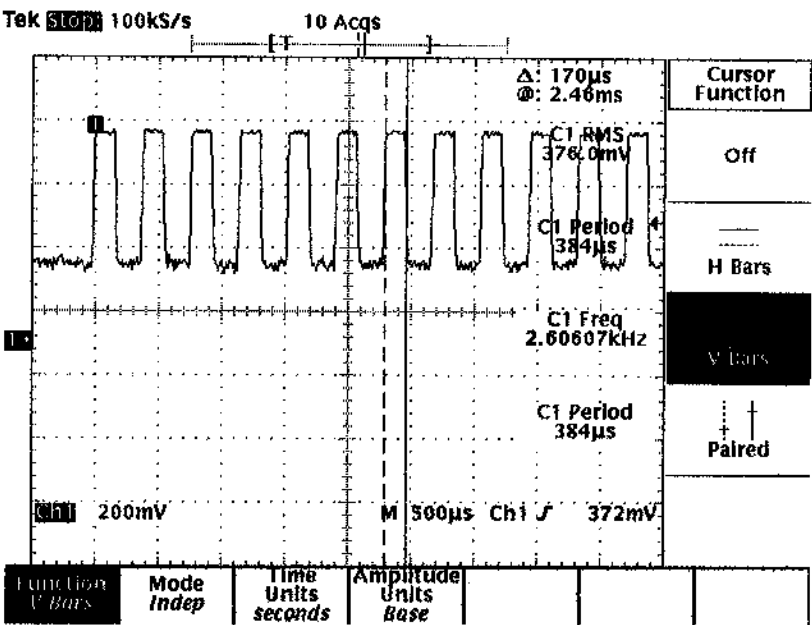 Tek Stop 100kS/s 10 Acqs
Δ: 170µs
@: 2.46ms
C1 RMS
376.0mV
C1 Period
384µs
C1 Freq
2.60607kHz
C1 Period
384µs
1
Ch1 200mV M 500µs Ch1 372mV
Cursor
Function
Off
H Bars
V Bars
Paired
Function
V Bars
Mode
Indep
Time
Units
seconds
Amplitude
Units
Base